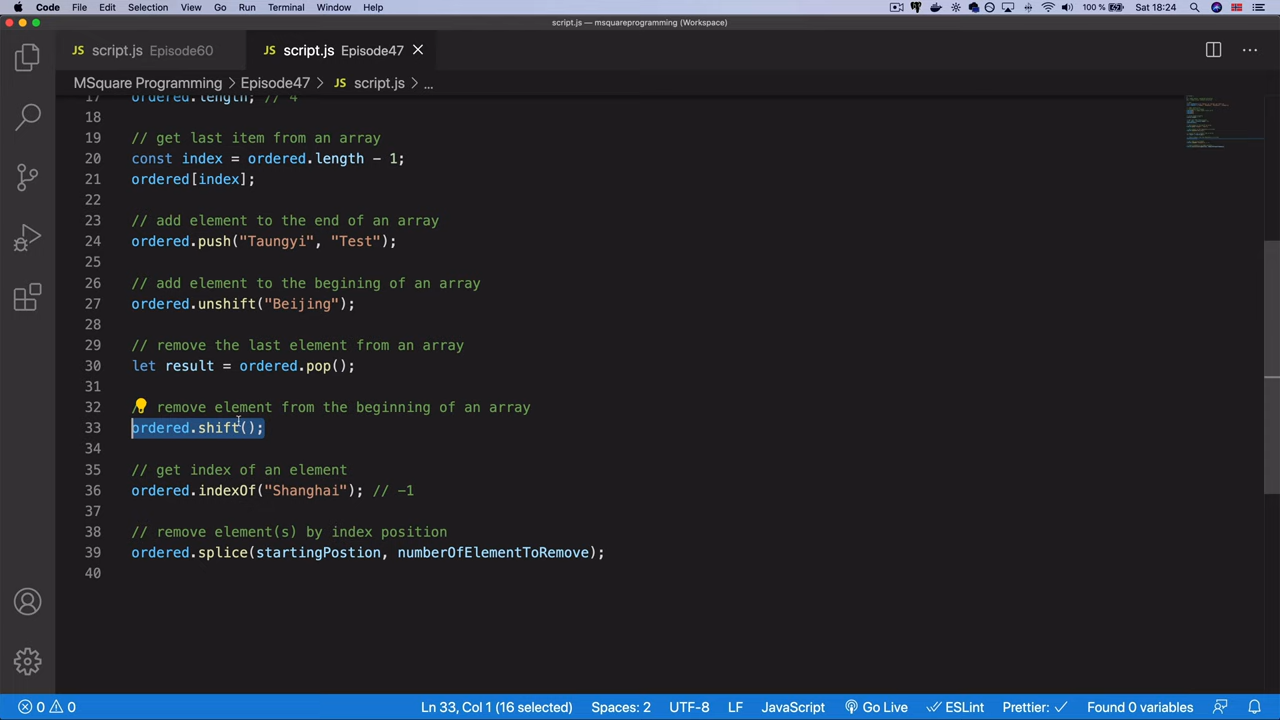 Code File Edit Selection View Go Run Terminal Window Help 100 % Sat 18:24
script.js — msquareprogramming (Workspace)
JS script.js Episode60 JS script.js Episode47
MSquare Programming > Episode47 > JS script.js > ...
17 ordered.length; // 4
18
19 // get last item from an array
20 const index = ordered.length - 1;
21 ordered[index];
22
23 // add element to the end of an array
24 ordered.push("Taungyi", "Test");
25
26 // add element to the begining of an array
27 ordered.unshift("Beijing");
28
29 // remove the last element from an array
30 let result = ordered.pop();
31
32 / remove element from the beginning of an array
33 ordered.shift();
34
35 // get index of an element
36 ordered.indexOf("Shanghai"); // -1
37
38 // remove element(s) by index position
39 ordered.splice(startingPostion, numberOfElementToRemove);
40
0 0 Ln 33, Col 1 (16 selected) Spaces: 2 UTF-8 LF JavaScript Go Live ESLint Prettier: ✓ Found 0 variables